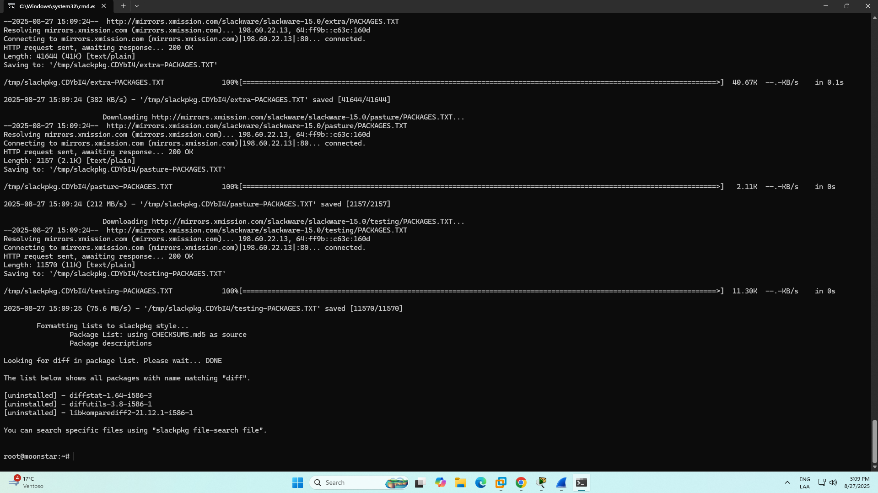 C:\Windows\system32\cmd.e
--2025-08-27 15:09:24--  http://mirrors.xmission.com/slackware/slackware-15.0/extra/PACKAGES.TXT
Resolving mirrors.xmission.com (mirrors.xmission.com)... 198.60.22.13, 64:ff9b::c63c:160d
Connecting to mirrors.xmission.com (mirrors.xmission.com)|198.60.22.13|:80... connected.
HTTP request sent, awaiting response... 200 OK
Length: 41644 (41K) [text/plain]
Saving to: '/tmp/slackpkg.CDYbI4/extra-PACKAGES.TXT'
/tmp/slackpkg.CDYbI4/extra-PACKAGES.TXT 100%[=====================================================>] 40.67K --.-KB/s in 0.1s
2025-08-27 15:09:24 (382 KB/s) - '/tmp/slackpkg.CDYbI4/extra-PACKAGES.TXT' saved [41644/41644]
Downloading http://mirrors.xmission.com/slackware/slackware-15.0/pasture/PACKAGES.TXT...
--2025-08-27 15:09:24--  http://mirrors.xmission.com/slackware/slackware-15.0/pasture/PACKAGES.TXT
Resolving mirrors.xmission.com (mirrors.xmission.com)... 198.60.22.13, 64:ff9b::c63c:160d
Connecting to mirrors.xmission.com (mirrors.xmission.com)|198.60.22.13|:80... connected.
HTTP request sent, awaiting response... 200 OK
Length: 2157 (2.1K) [text/plain]
Saving to: '/tmp/slackpkg.CDYbI4/pasture-PACKAGES.TXT'
/tmp/slackpkg.CDYbI4/pasture-PACKAGES.TXT 100%[=====================================================>] 2.11K --.-KB/s in 0s
2025-08-27 15:09:24 (212 MB/s) - '/tmp/slackpkg.CDYbI4/pasture-PACKAGES.TXT' saved [2157/2157]
Downloading http://mirrors.xmission.com/slackware/slackware-15.0/testing/PACKAGES.TXT...
--2025-08-27 15:09:24--  http://mirrors.xmission.com/slackware/slackware-15.0/testing/PACKAGES.TXT
Resolving mirrors.xmission.com (mirrors.xmission.com)... 198.60.22.13, 64:ff9b::c63c:160d
Connecting to mirrors.xmission.com (mirrors.xmission.com)|198.60.22.13|:80... connected.
HTTP request sent, awaiting response... 200 OK
Length: 11570 (11K) [text/plain]
Saving to: '/tmp/slackpkg.CDYbI4/testing-PACKAGES.TXT'
/tmp/slackpkg.CDYbI4/testing-PACKAGES.TXT 100%[=====================================================>] 11.30K --.-KB/s in 0s
2025-08-27 15:09:25 (75.6 MB/s) - '/tmp/slackpkg.CDYbI4/testing-PACKAGES.TXT' saved [11570/11570]
Formatting lists to slackpkg style...
Package List: using CHECKSUMS.md5 as source
Package descriptions
Looking for diff in package list. Please wait... DONE
The list below shows all packages with name matching "diff".
[uninstalled] - diffstat-1.64-i586-3
[uninstalled] - diffutils-3.8-i586-1
[uninstalled] - libkomparediff2-21.12.1-i586-1
You can search specific files using "slackpkg file-search file".
root@moonstar:~#
4
17°C
Ventoso
Search
ENG
LAA
3:09 PM
8/27/2025